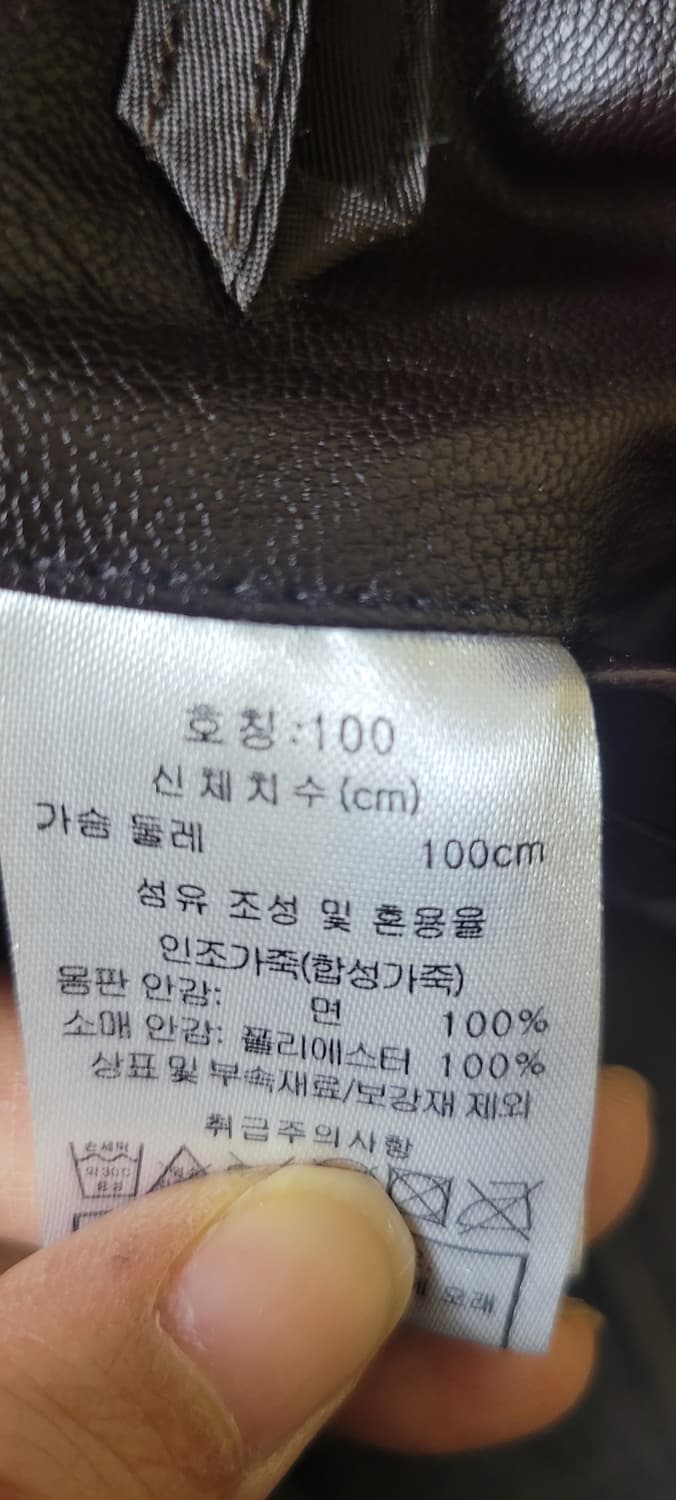 호칭:100
신체치수(cm)
가슴 둘레 100cm
섬유 조성 및 혼용율
인조가죽(합성가죽)
몸판 안감: 면 100%
소매 안감: 폴리에스터 100%
상표 및 부속재료/보강재 제외
취급주의사항
손세탁
약30℃
중성
오래